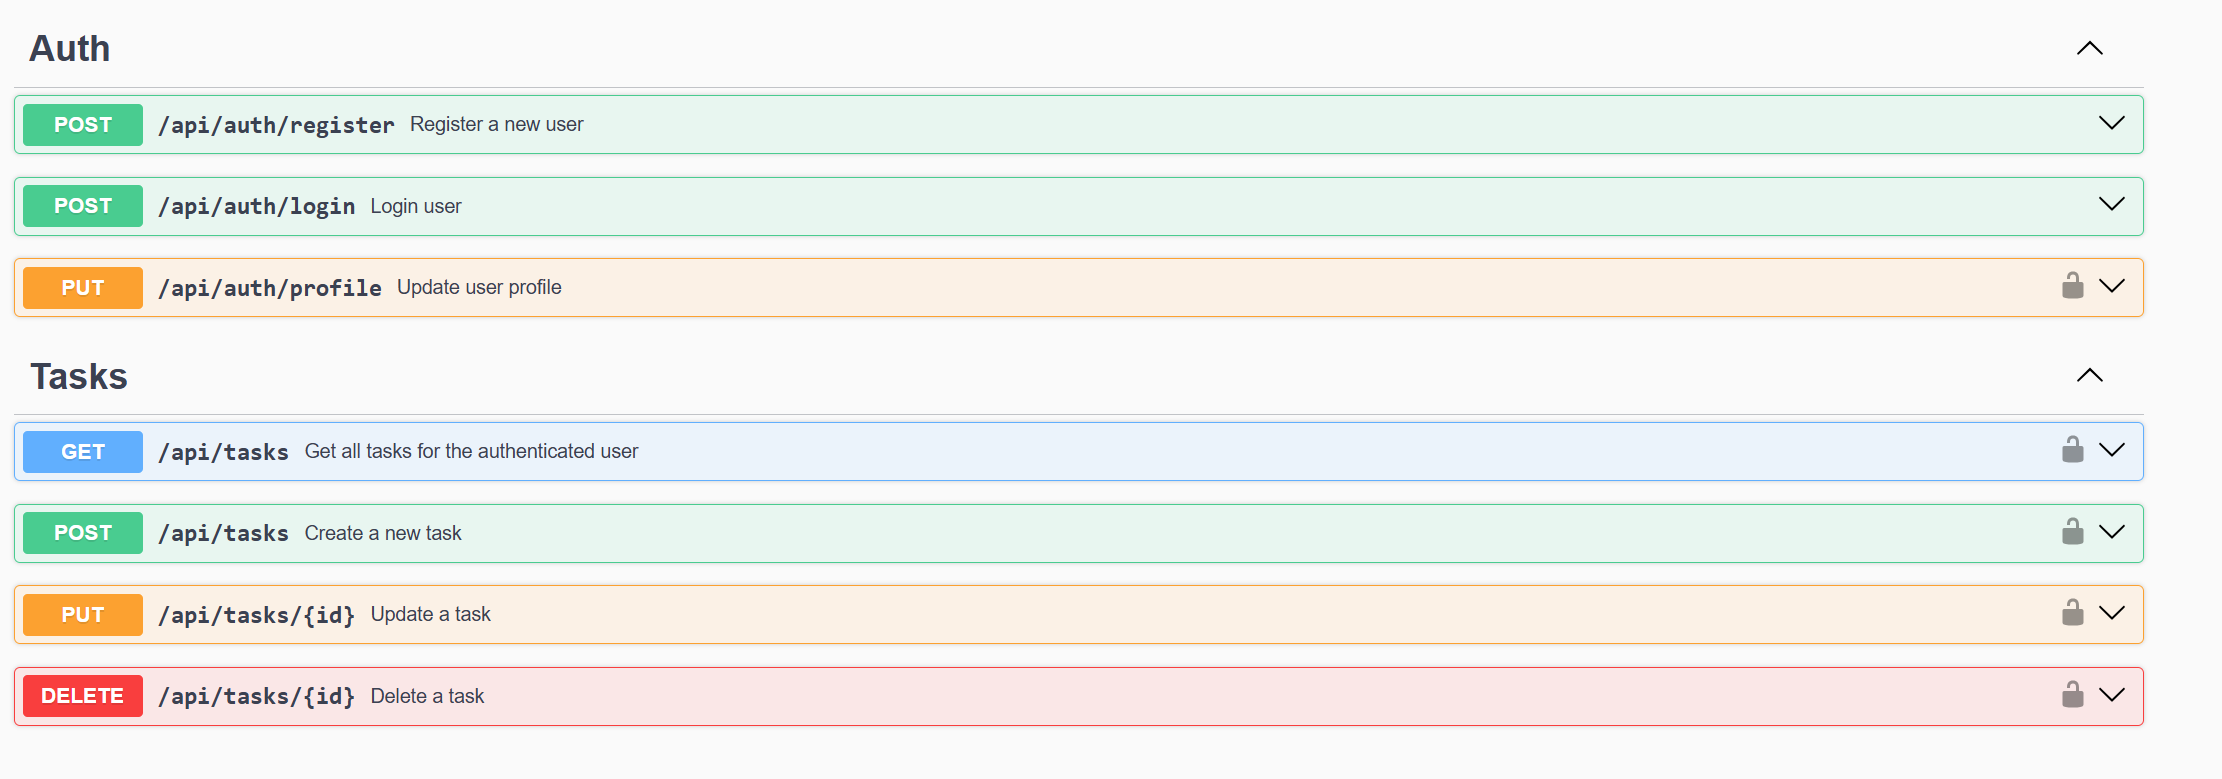 Auth
POST /api/auth/register Register a new user
POST /api/auth/login Login user
PUT /api/auth/profile Update user profile
Tasks
GET /api/tasks Get all tasks for the authenticated user
POST /api/tasks Create a new task
PUT /api/tasks/{id} Update a task
DELETE /api/tasks/{id} Delete a task